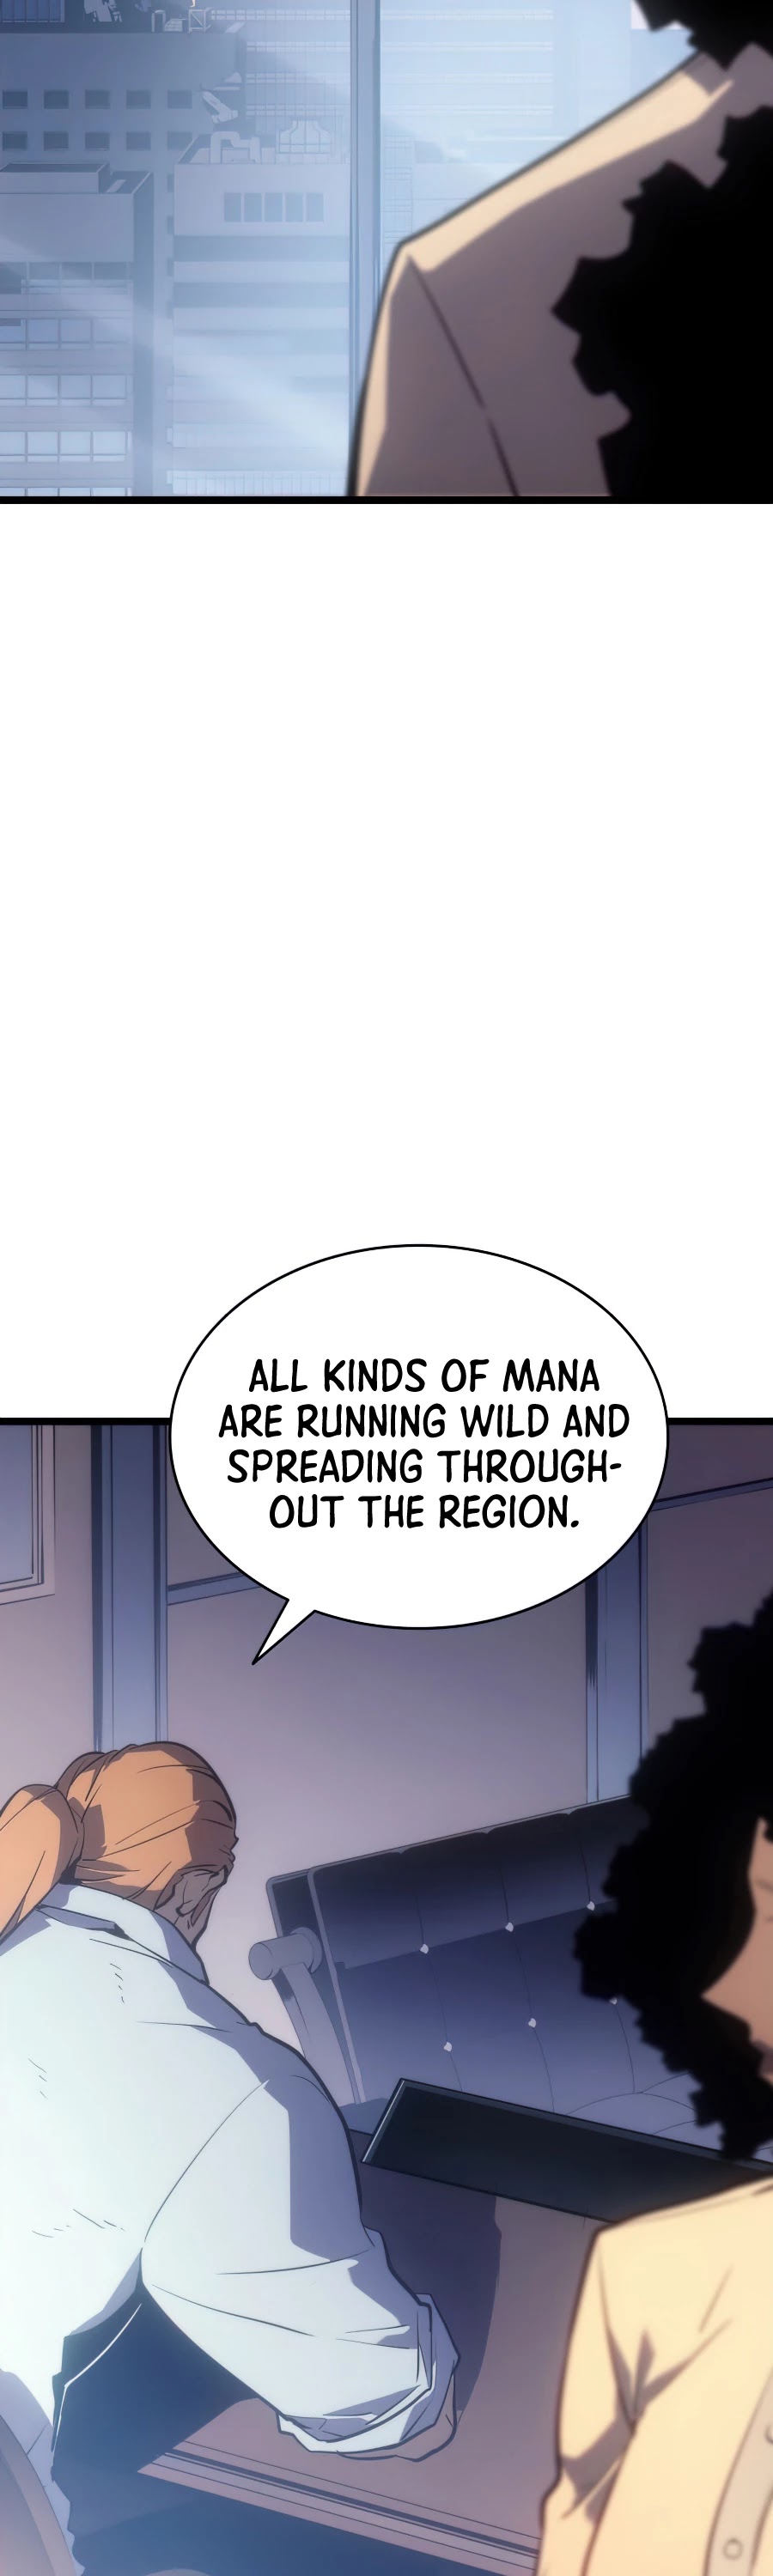 ALL KINDS OF MANA
ARE RUNNING WILD AND
SPREADING THROUGH-
OUT THE REGION.